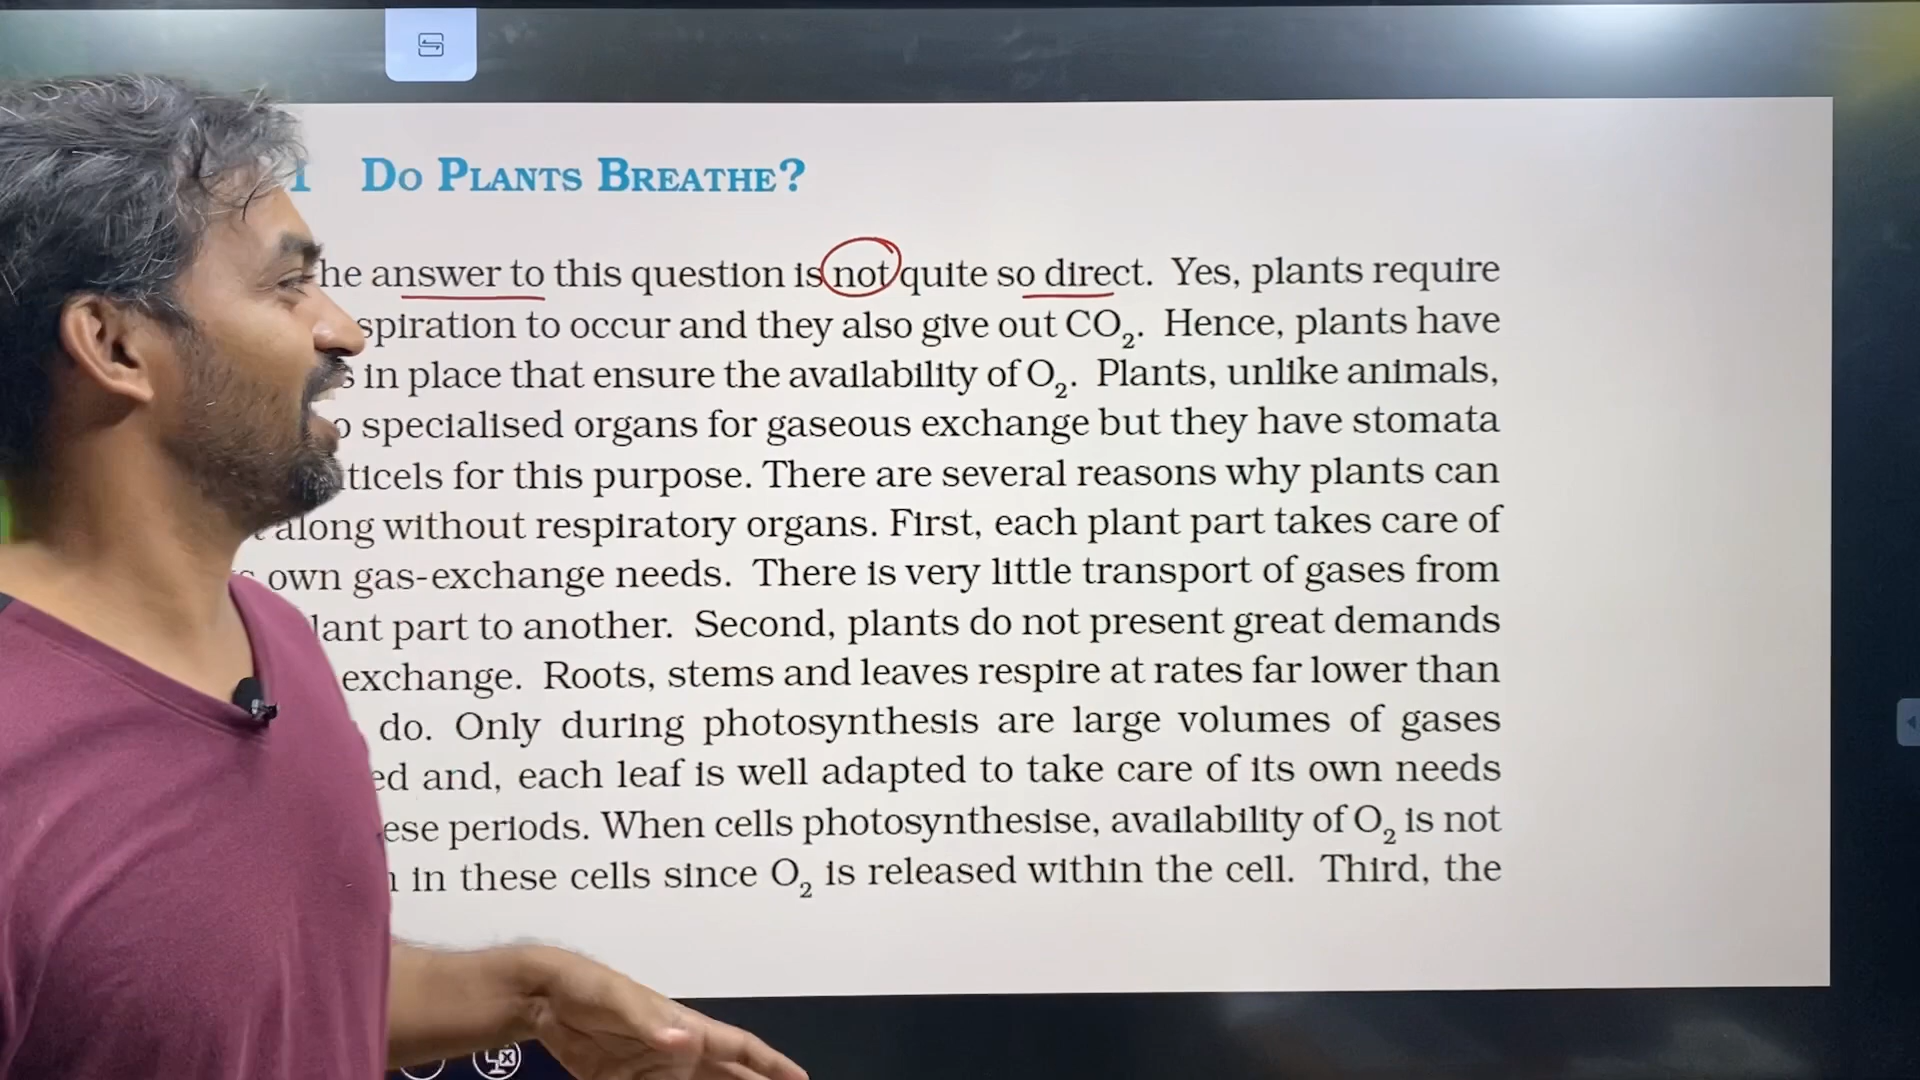 1 Do Plants Breathe?
he answer to this question is not quite so direct. Yes, plants require
spiration to occur and they also give out CO₂. Hence, plants have
s in place that ensure the availability of O₂. Plants, unlike animals,
o specialised organs for gaseous exchange but they have stomata
ticels for this purpose. There are several reasons why plants can
along without respiratory organs. First, each plant part takes care of
own gas-exchange needs. There is very little transport of gases from
lant part to another. Second, plants do not present great demands
exchange. Roots, stems and leaves respire at rates far lower than
do. Only during photosynthesis are large volumes of gases
ed and, each leaf is well adapted to take care of its own needs
ese periods. When cells photosynthesise, availability of O₂ is not
in these cells since O₂ is released within the cell. Third, the